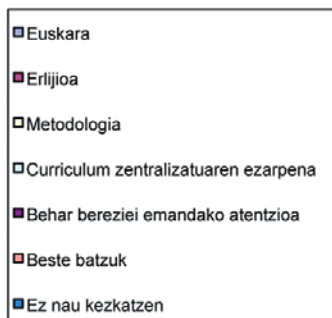 Euskara
Erlijioa
Metodologia
Curriculum zentralizatuaren ezarpena
Behar bereziei emandako atentzioa
Beste batzuk
Ez nau kezkatzen